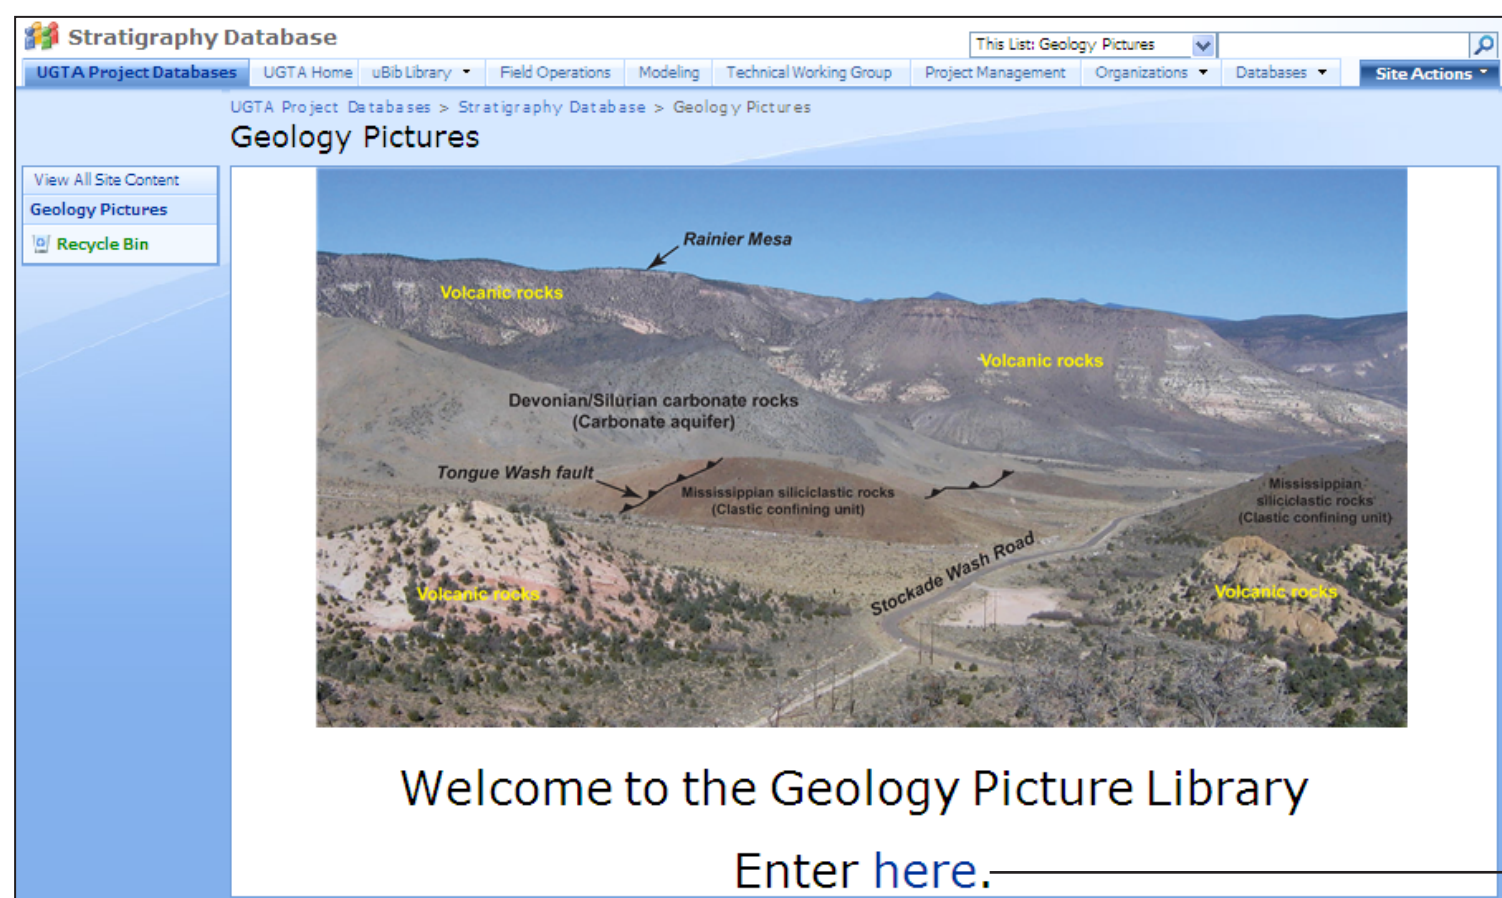 Stratigraphy Database
This List: Geology Pictures
UGTA Project Databases UGTA Home uBib Library Field Operations Modeling Technical Working Group Project Management Organizations Databases Site Actions
UGTA Project Databases > Stratigraphy Database > Geology Pictures
Geology Pictures
View All Site Content
Geology Pictures
Recycle Bin
Rainier Mesa
Volcanic rocks
Volcanic rocks
Devonian/Silurian carbonate rocks
(Carbonate aquifer)
Tongue Wash fault
Mississippian siliciclastic rocks
(Clastic confining unit)
Mississippian
siliciclastic rocks
(Clastic confining unit)
Stockade Wash Road
Volcanic rocks
Volcanic rocks
Welcome to the Geology Picture Library
Enter here.